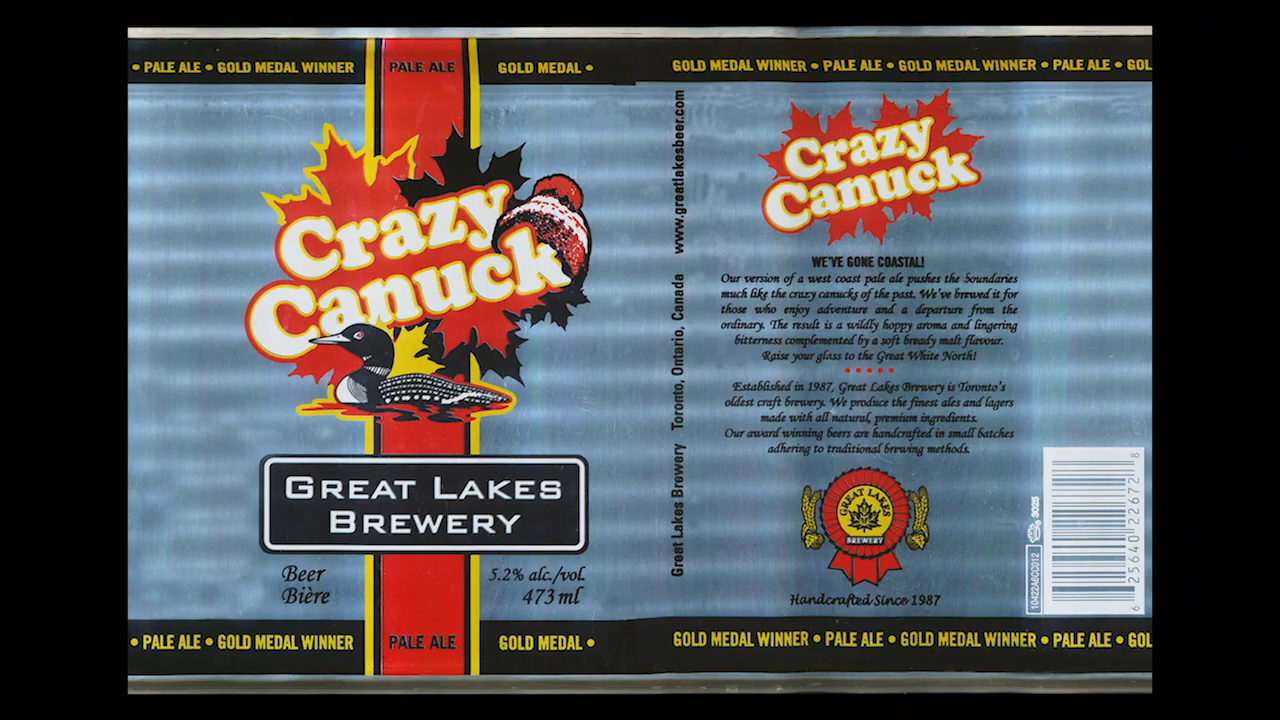 • PALE ALE • GOLD MEDAL WINNER
PALE ALE
GOLD MEDAL •
GOLD MEDAL WINNER • PALE ALE • GOLD MEDAL WINNER • PALE ALE • GOL
Crazy
Canuck
GREAT LAKES
BREWERY
Beer
Bière
5.2% alc./vol.
473 ml
• PALE ALE • GOLD MEDAL WINNER
PALE ALE
GOLD MEDAL •
Great Lakes Brewery Toronto, Ontario, Canada www.greatlakesbeer.com
Crazy
Canuck
WE'VE GONE COASTAL!
Our version of a west coast pale ale pushes the boundaries
much like the crazy canucks of the past. We've brewed it for
those who enjoy adventure and a departure from the
ordinary. The result is a wildly hoppy aroma and lingering
bitterness complemented by a soft bready malt flavour.
Raise your glass to the Great White North!
Established in 1987, Great Lakes Brewery is Toronto's
oldest craft brewery. We produce the finest ales and lagers
made with all natural, premium ingredients.
Our award winning beers are handcrafted in small batches
adhering to traditional brewing methods.
GREAT LAKES
BREWERY
Handcrafted Since 1987
3025
10422A6C0012
6 25640 22672 8
GOLD MEDAL WINNER • PALE ALE • GOLD MEDAL WINNER • PALE ALE • GOL